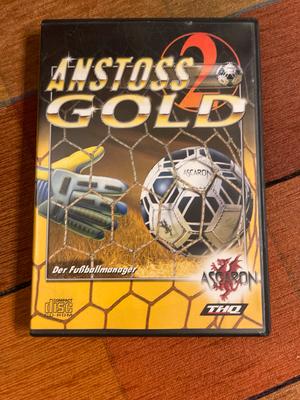 ANSTOSS 2
GOLD
ASCARON
Der Fußballmanager
ASCARON
COMPACT
disc
CD-ROM
THQ